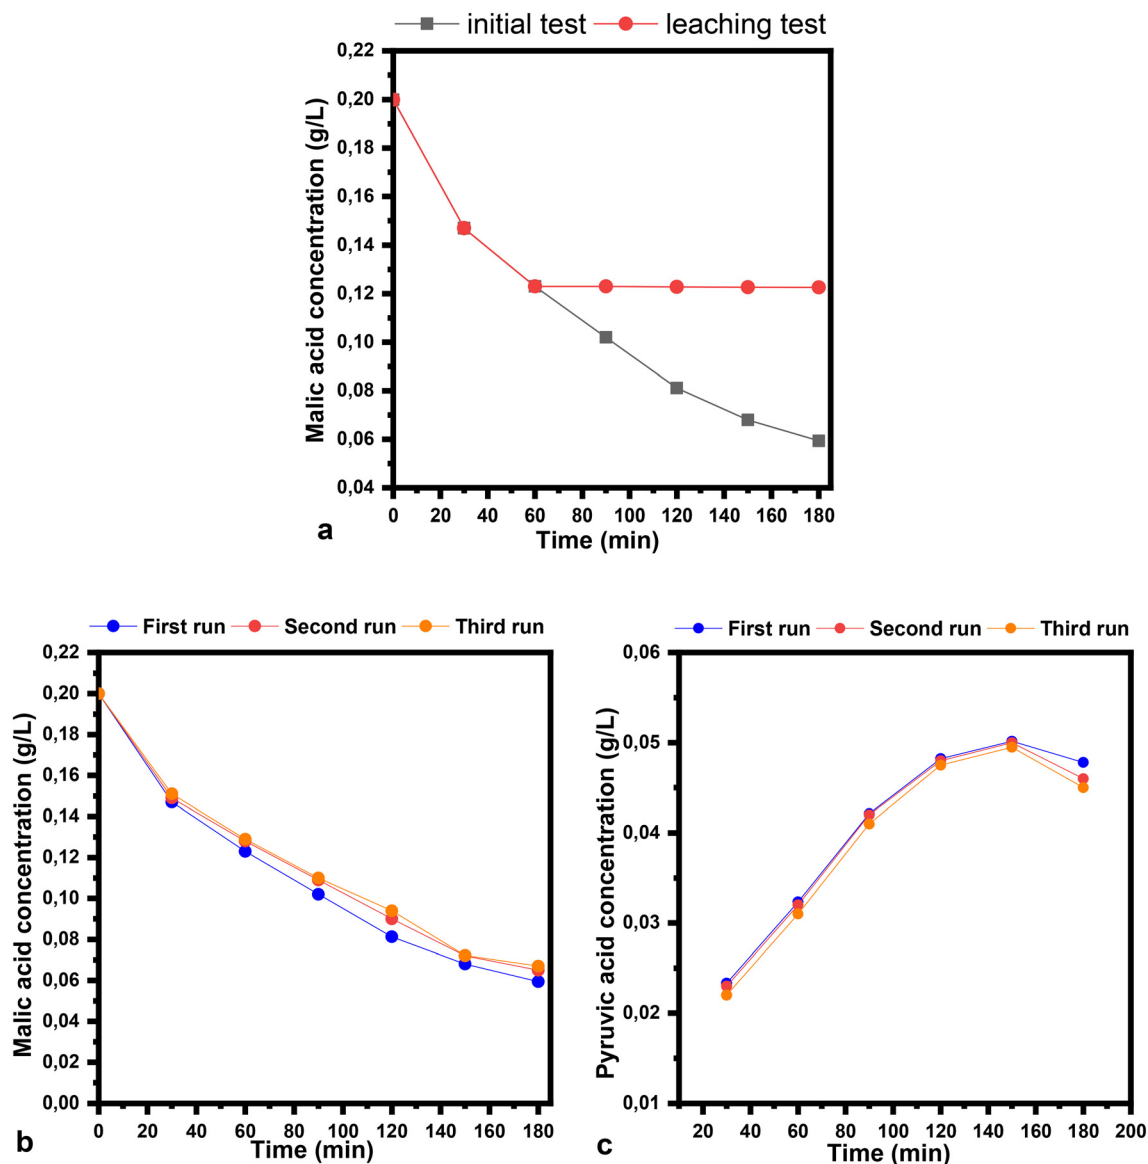 initial test leaching test
0,22
0,20
0,18
0,16
0,14
0,12
0,10
0,08
0,06
0,04
Malic acid concentration (g/L)
0 20 40 60 80 100 120 140 160 180
Time (min)
a
First run Second run Third run
0,22
0,20
0,18
0,16
0,14
0,12
0,10
0,08
0,06
0,04
0,02
0,00
Malic acid concentration (g/L)
0 20 40 60 80 100 120 140 160 180
Time (min)
b
First run Second run Third run
0,06
0,05
0,04
0,03
0,02
0,01
Pyruvic acid concentration (g/L)
20 40 60 80 100 120 140 160 180 200
Time (min)
c